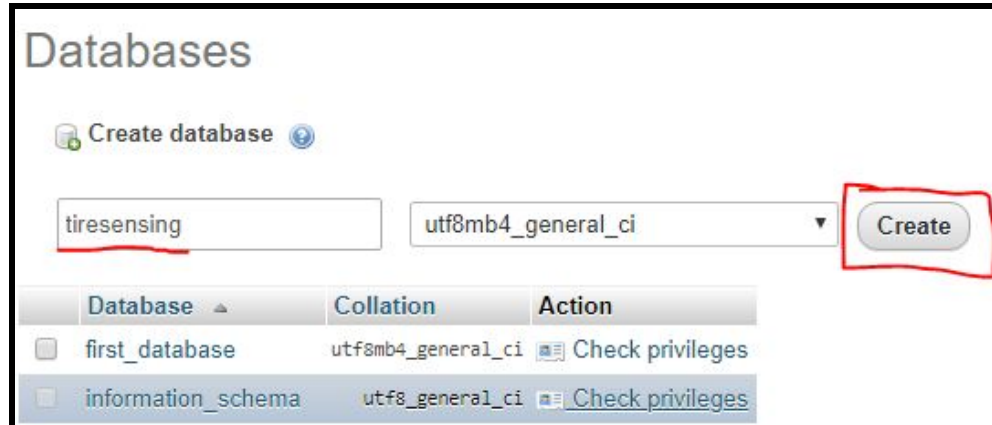 Databases
Create database
tiresensing utf8mb4_general_ci Create
Database Collation Action
first_database utf8mb4_general_ci Check privileges
information_schema utf8_general_ci Check privileges